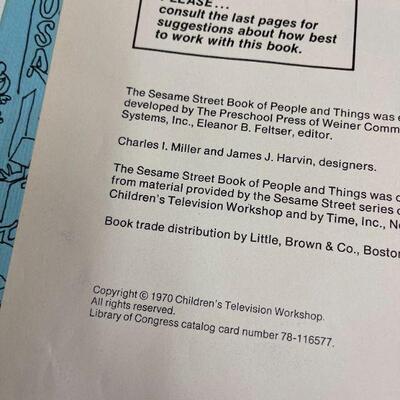 PLEASE...
consult the last pages for
suggestions about how best
to work with this book.
The Sesame Street Book of People and Things was
developed by The Preschool Press of Weiner
Systems, Inc., Eleanor B. Feltser, editor.
Charles I. Miller and James J. Harvin, designers.
The Sesame Street Book of People and Things was
from material provided by the Sesame Street series
Children's Television Workshop and by Time, Inc.,
Book trade distribution by Little, Brown & Co., Boston
Copyright © 1970 Children's Television Workshop.
All rights reserved.
Library of Congress catalog card number 78-116577.
USA